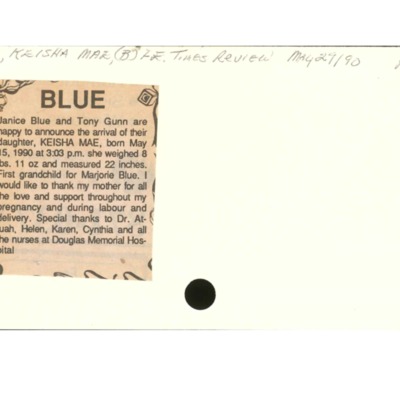 , KEISHA MAE, (B) F.E. Times Review May 27/90
BLUE
Janice Blue and Tony Gunn are
happy to announce the arrival of their
daughter, KEISHA MAE, born May
15, 1990 at 3:03 p.m. she weighed 8
lbs. 11 oz and measured 22 inches.
First grandchild for Marjorie Blue. I
would like to thank my mother for all
the love and support throughout my
pregnancy and during labour and
delivery. Special thanks to Dr. At-
uah, Helen, Karen, Cynthia and all
the nurses at Douglas Memorial Hos-
pital